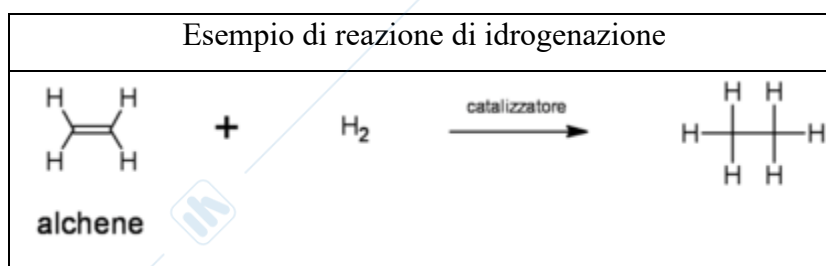 Esempio di reazione di idrogenazione
H H
catalizzatore
H H
+ H₂
H H
H H
H H
alchene